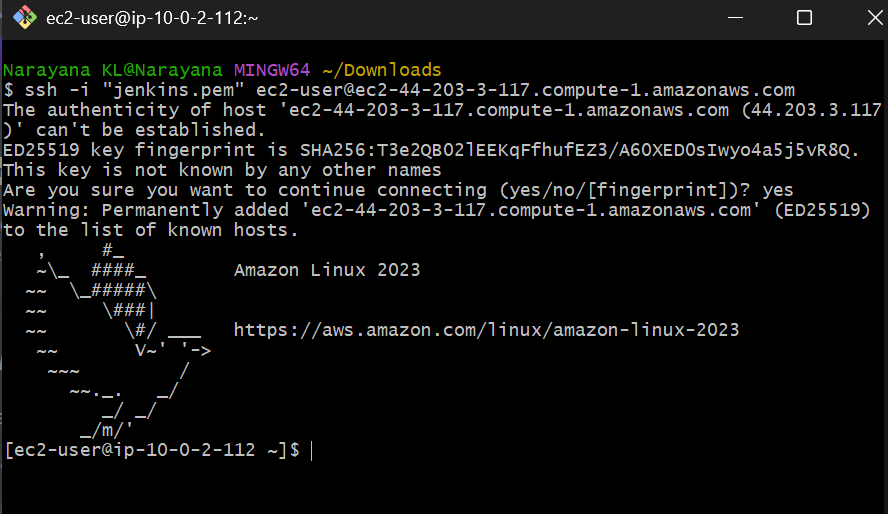 ec2-user@ip-10-0-2-112:~
Narayana KL@Narayana MINGW64 ~/Downloads
$ ssh -i "jenkins.pem" ec2-user@ec2-44-203-3-117.compute-1.amazonaws.com
The authenticity of host 'ec2-44-203-3-117.compute-1.amazonaws.com (44.203.3.117
)' can't be established.
ED25519 key fingerprint is SHA256:T3e2QB02lEEKqFfhufEZ3/A60XED0sIwyo4a5j5vR8Q.
This key is not known by any other names
Are you sure you want to continue connecting (yes/no/[fingerprint])? yes
Warning: Permanently added 'ec2-44-203-3-117.compute-1.amazonaws.com' (ED25519)
to the list of known hosts.
   ,     #_
   ~\_  ####_        Amazon Linux 2023
  ~~  \_#####\
  ~~     \###|
  ~~       \#/ ___   https://aws.amazon.com/linux/amazon-linux-2023
   ~~       V~' '->
    ~~~         /
      ~~._.   _/
         _/ _/
       _/m/'
[ec2-user@ip-10-0-2-112 ~]$